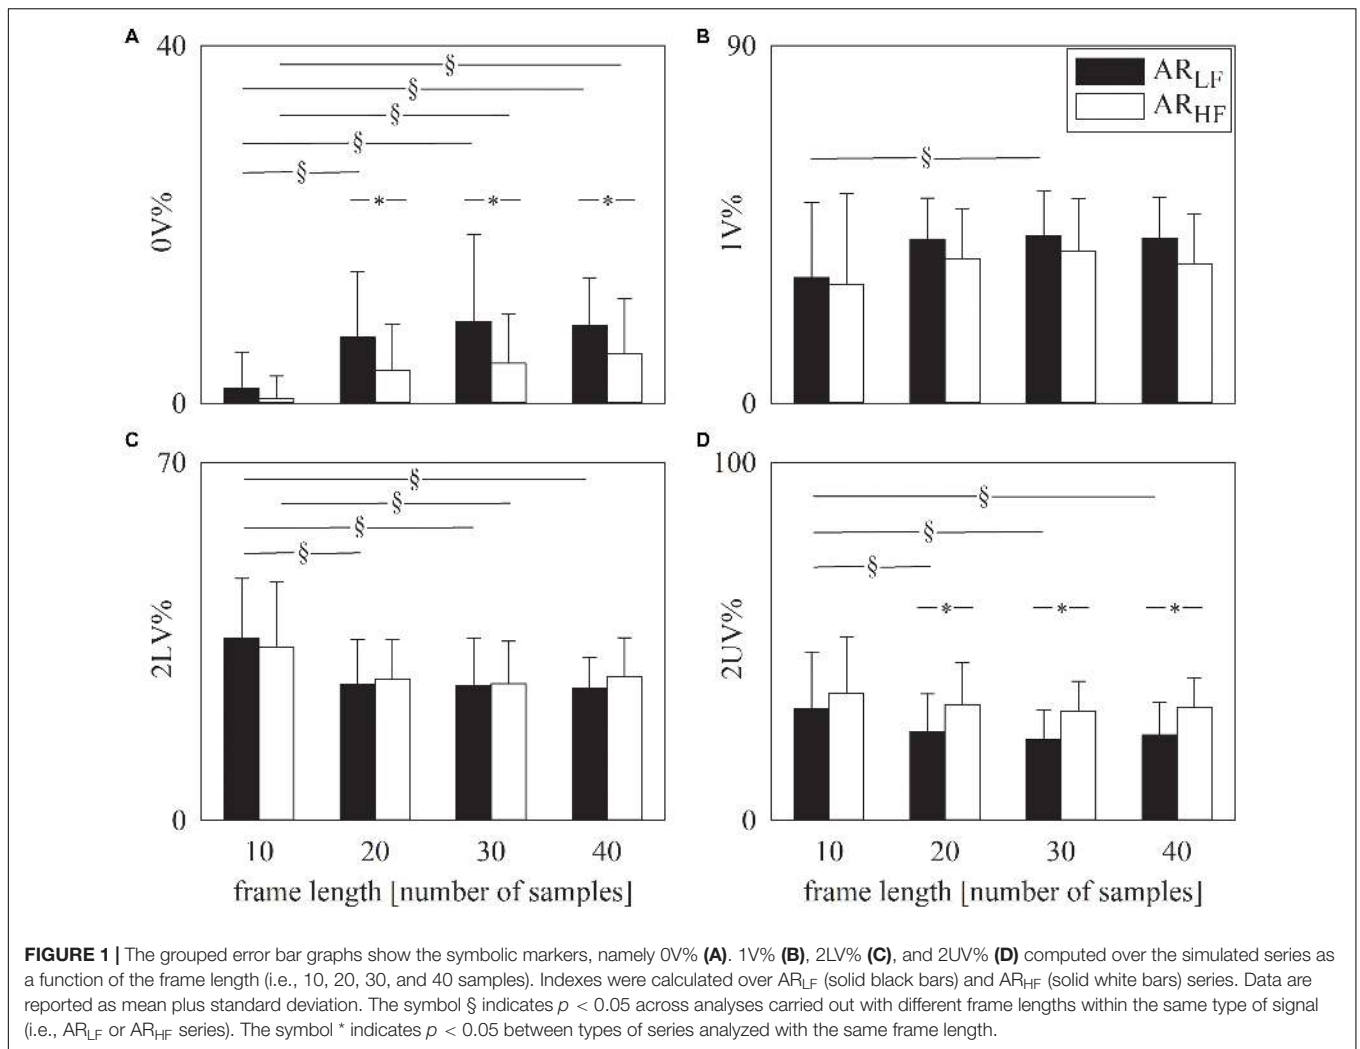 A
B
40
90
AR_LF
AR_HF
§
§
§
§
§
§
0V%
1V%
* * *
0
0
C
D
70
100
§
§
§
§
§
§
§
2LV%
2UV%
* * *
0
0
10 20 30 40
10 20 30 40
frame length [number of samples]
frame length [number of samples]
FIGURE 1 | The grouped error bar graphs show the symbolic markers, namely 0V% (A). 1V% (B), 2LV% (C), and 2UV% (D) computed over the simulated series as
a function of the frame length (i.e., 10, 20, 30, and 40 samples). Indexes were calculated over AR_LF (solid black bars) and AR_HF (solid white bars) series. Data are
reported as mean plus standard deviation. The symbol § indicates p < 0.05 across analyses carried out with different frame lengths within the same type of signal
(i.e., AR_LF or AR_HF series). The symbol * indicates p < 0.05 between types of series analyzed with the same frame length.